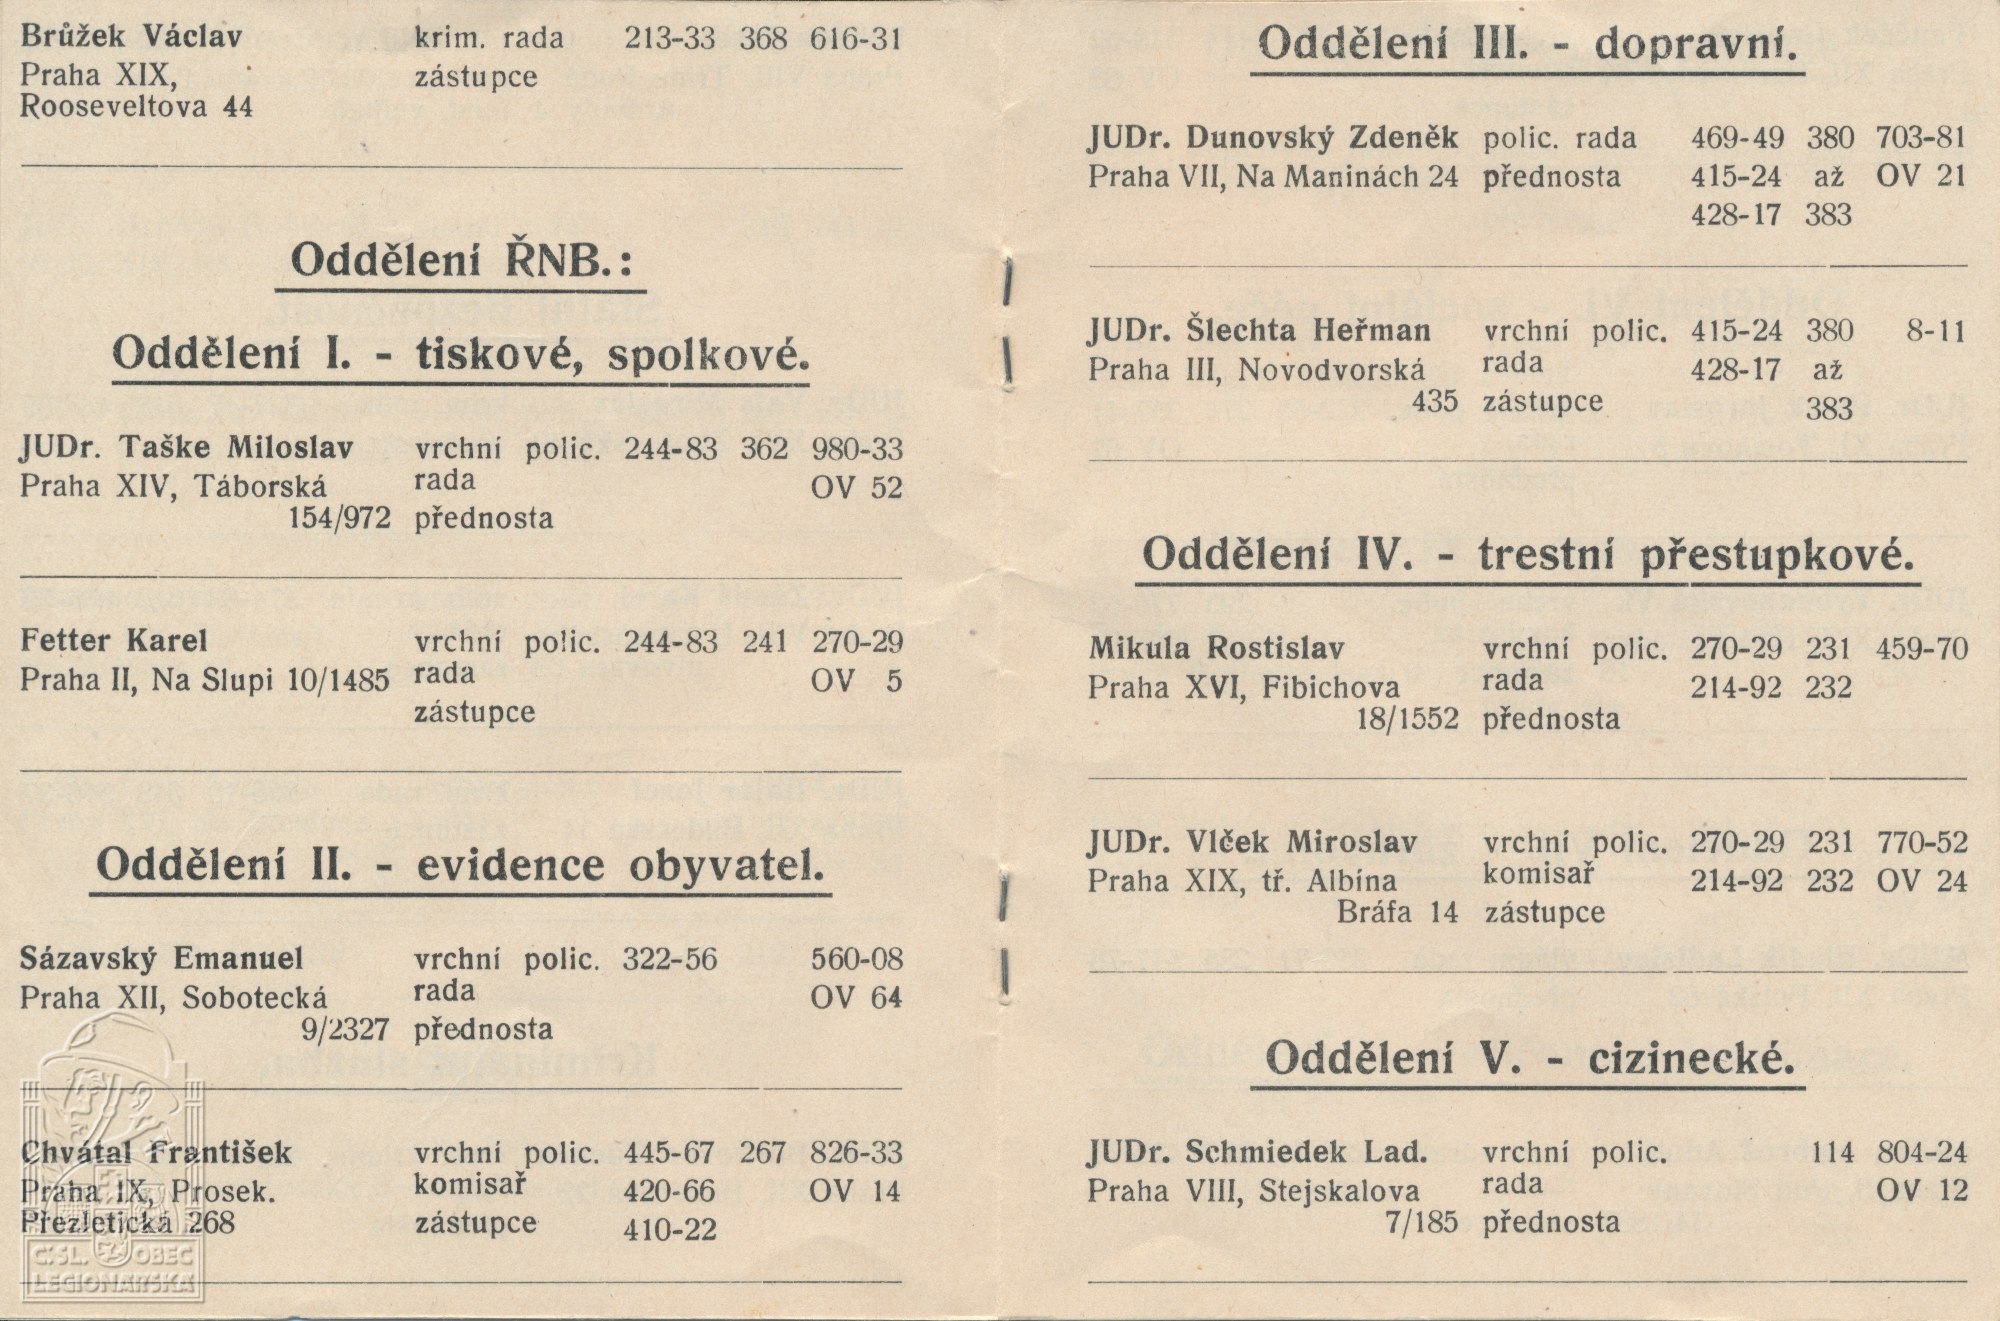 Brůžek Václav krim. rada 213-33 368 616-31
Praha XIX, zástupce
Rooseveltova 44
Oddělení ŘNB.:
Oddělení I. - tiskové, spolkové.
JUDr. Taške Miloslav vrchní polic. 244-83 362 980-33
Praha XIV, Táborská rada OV 52
154/972 přednosta
Fetter Karel vrchní polic. 244-83 241 270-29
Praha II, Na Slupi 10/1485 rada OV 5
zástupce
Oddělení II. - evidence obyvatel.
Sázavský Emanuel vrchní polic. 322-56 560-08
Praha XII, Sobotecká rada OV 64
9/2327 přednosta
Chvátal František vrchní polic. 445-67 267 826-33
Praha IX, Prosek. komisař 420-66 OV 14
Přezletická 268 zástupce 410-22
Č.SL. OBEC
LEGIONÁŘSKÁ
Oddělení III. - dopravní.
JUDr. Dunovský Zdeněk polic. rada 469-49 380 703-81
Praha VII, Na Maninách 24 přednosta 415-24 až OV 21
428-17 383
JUDr. Šlechta Heřman vrchní polic. 415-24 380 8-11
Praha III, Novodvorská rada 428-17 až
435 zástupce 383
Oddělení IV. - trestní přestupkové.
Mikula Rostislav vrchní polic. 270-29 231 459-70
Praha XVI, Fibichova rada 214-92 232
18/1552 přednosta
JUDr. Vlček Miroslav vrchní polic. 270-29 231 770-52
Praha XIX, tř. Albína komisař 214-92 232 OV 24
Bráfa 14 zástupce
Oddělení V. - cizinecké.
JUDr. Schmiedek Lad. vrchní polic. 114 804-24
Praha VIII, Stejskalova rada OV 12
7/185 přednosta